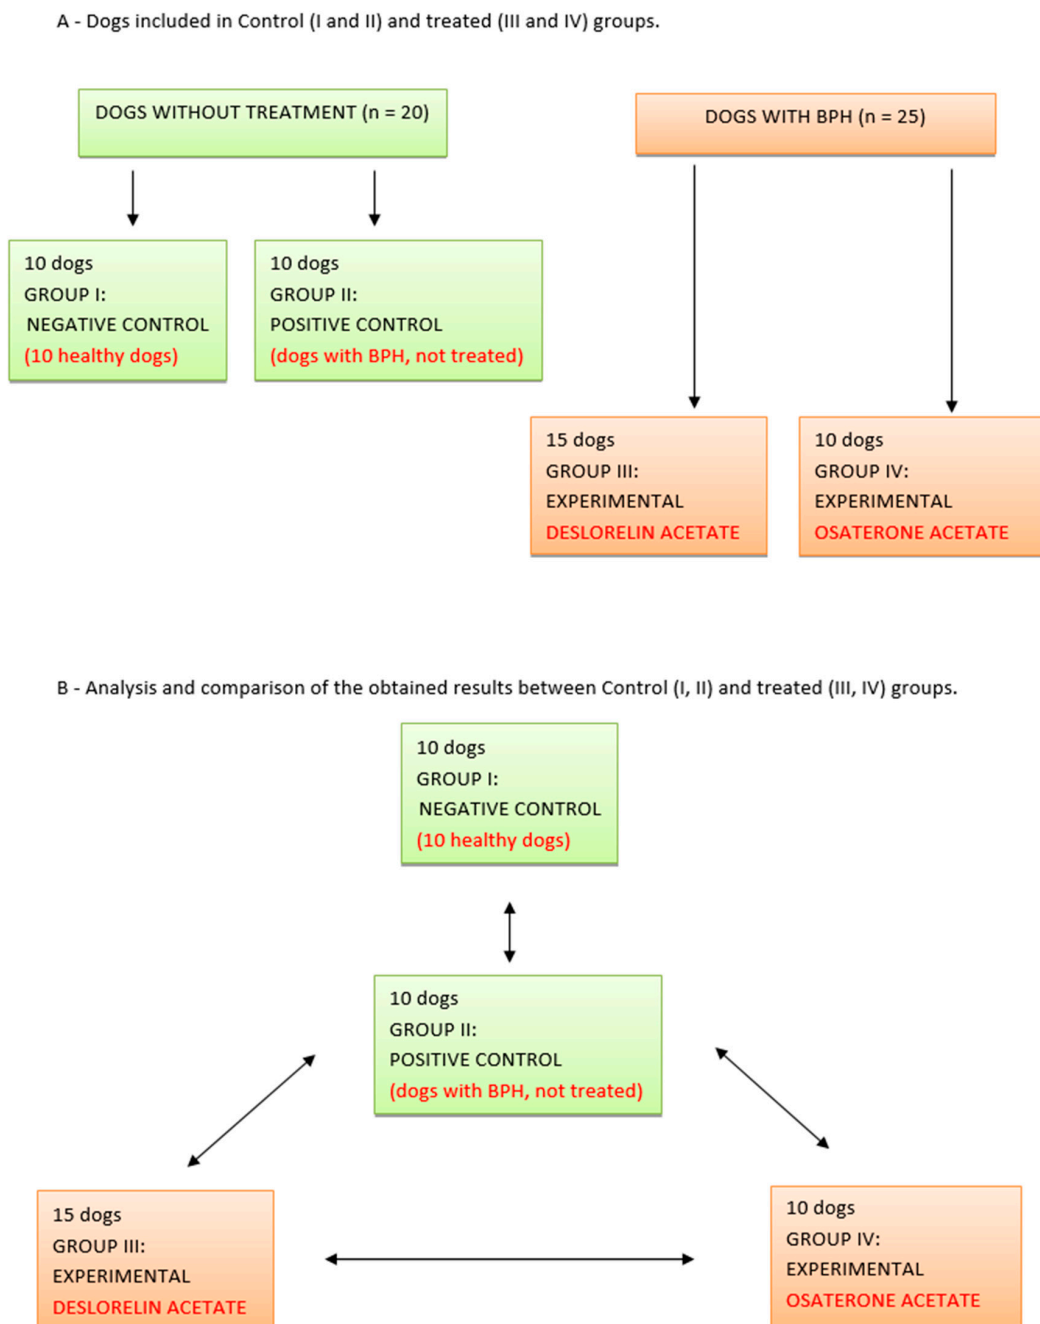 A - Dogs included in Control (I and II) and treated (III and IV) groups.
DOGS WITHOUT TREATMENT (n = 20)
DOGS WITH BPH (n = 25)
10 dogs
GROUP I:
NEGATIVE CONTROL
(10 healthy dogs)
10 dogs
GROUP II:
POSITIVE CONTROL
(dogs with BPH, not treated)
15 dogs
GROUP III:
EXPERIMENTAL
DESLORELIN ACETATE
10 dogs
GROUP IV:
EXPERIMENTAL
OSATERONE ACETATE
B - Analysis and comparison of the obtained results between Control (I, II) and treated (III, IV) groups.
10 dogs
GROUP I:
NEGATIVE CONTROL
(10 healthy dogs)
10 dogs
GROUP II:
POSITIVE CONTROL
(dogs with BPH, not treated)
15 dogs
GROUP III:
EXPERIMENTAL
DESLORELIN ACETATE
10 dogs
GROUP IV:
EXPERIMENTAL
OSATERONE ACETATE